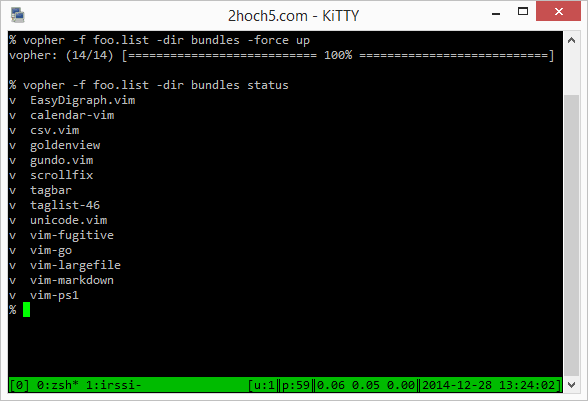 2hoch5.com - KiTTY
% vopher -f foo.list -dir bundles -force up
vopher: (14/14) [========================== 100% ==========================]
% vopher -f foo.list -dir bundles status
v  EasyDigraph.vim
v  calendar-vim
v  csv.vim
v  goldenview
v  gundo.vim
v  scrollfix
v  tagbar
v  taglist-46
v  unicode.vim
v  vim-fugitive
v  vim-go
v  vim-largefile
v  vim-markdown
v  vim-ps1
%
[0] 0:zsh* 1:irssi- [u:1|p:59|0.06 0.05 0.00|2014-12-28 13:24:02]